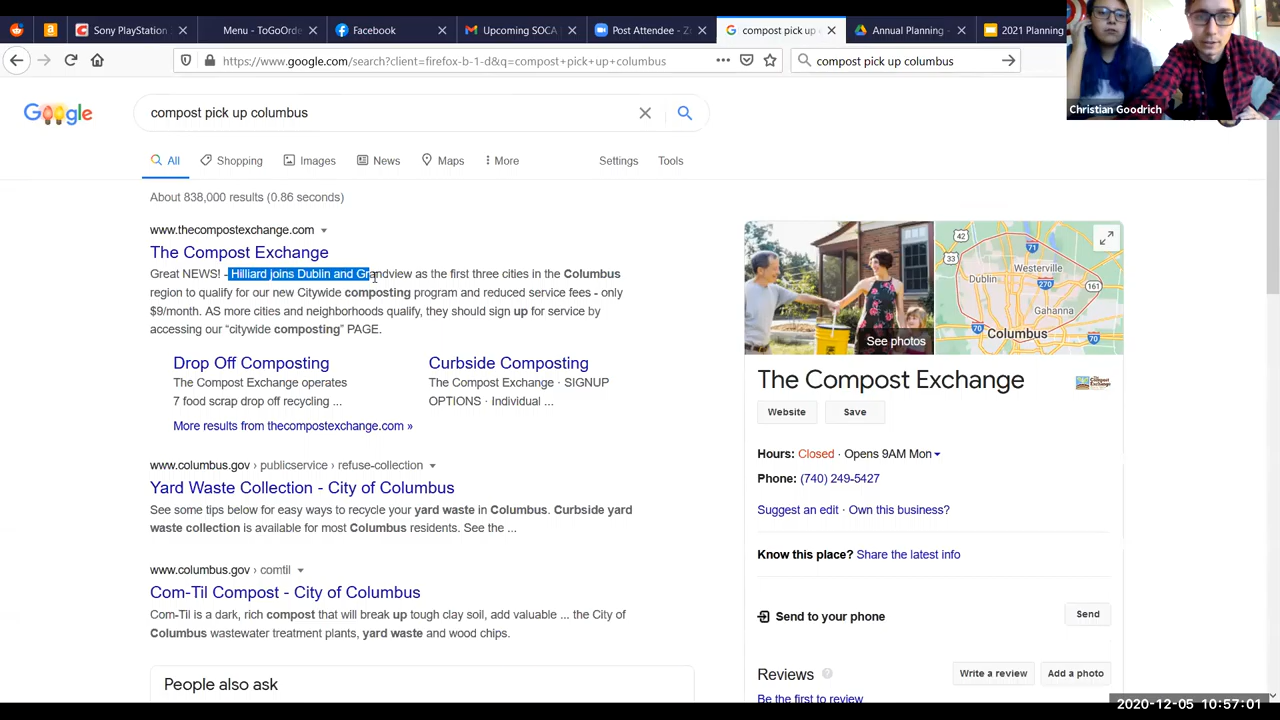 Sony PlayStation
Menu - ToGoOrde
Facebook
Upcoming SOCA
Post Attendee - Z
compost pick up
Annual Planning -
2021 Planning
https://www.google.com/search?client=firefox-b-1-d&q=compost+pick+up+columbus
compost pick up columbus
Christian Goodrich
Google
compost pick up columbus
All
Shopping
Images
News
Maps
More
Settings
Tools
About 838,000 results (0.86 seconds)
www.thecompostexchange.com
The Compost Exchange
Great NEWS! - Hilliard joins Dublin and Grandview as the first three cities in the Columbus
region to qualify for our new Citywide composting program and reduced service fees - only
$9/month. AS more cities and neighborhoods qualify, they should sign up for service by
accessing our “citywide composting” PAGE.
Drop Off Composting
The Compost Exchange operates
7 food scrap drop off recycling ...
Curbside Composting
The Compost Exchange · SIGNUP
OPTIONS · Individual ...
More results from thecompostexchange.com »
www.columbus.gov › publicservice › refuse-collection
Yard Waste Collection - City of Columbus
See some tips below for easy ways to recycle your yard waste in Columbus. Curbside yard
waste collection is available for most Columbus residents. See the ...
www.columbus.gov › comtil
Com-Til Compost - City of Columbus
Com-Til is a dark, rich compost that will break up tough clay soil, add valuable ... the City of
Columbus wastewater treatment plants, yard waste and wood chips.
People also ask
See photos
42
33
71
Westerville
Dublin
270
161
Gahanna
70
Columbus
70
The Compost Exchange
Website
Save
Hours: Closed · Opens 9AM Mon
Phone: (740) 249-5427
Suggest an edit · Own this business?
Know this place? Share the latest info
Send to your phone
Send
Reviews
Write a review
Add a photo
Be the first to review
2020-12-05 10:57:01